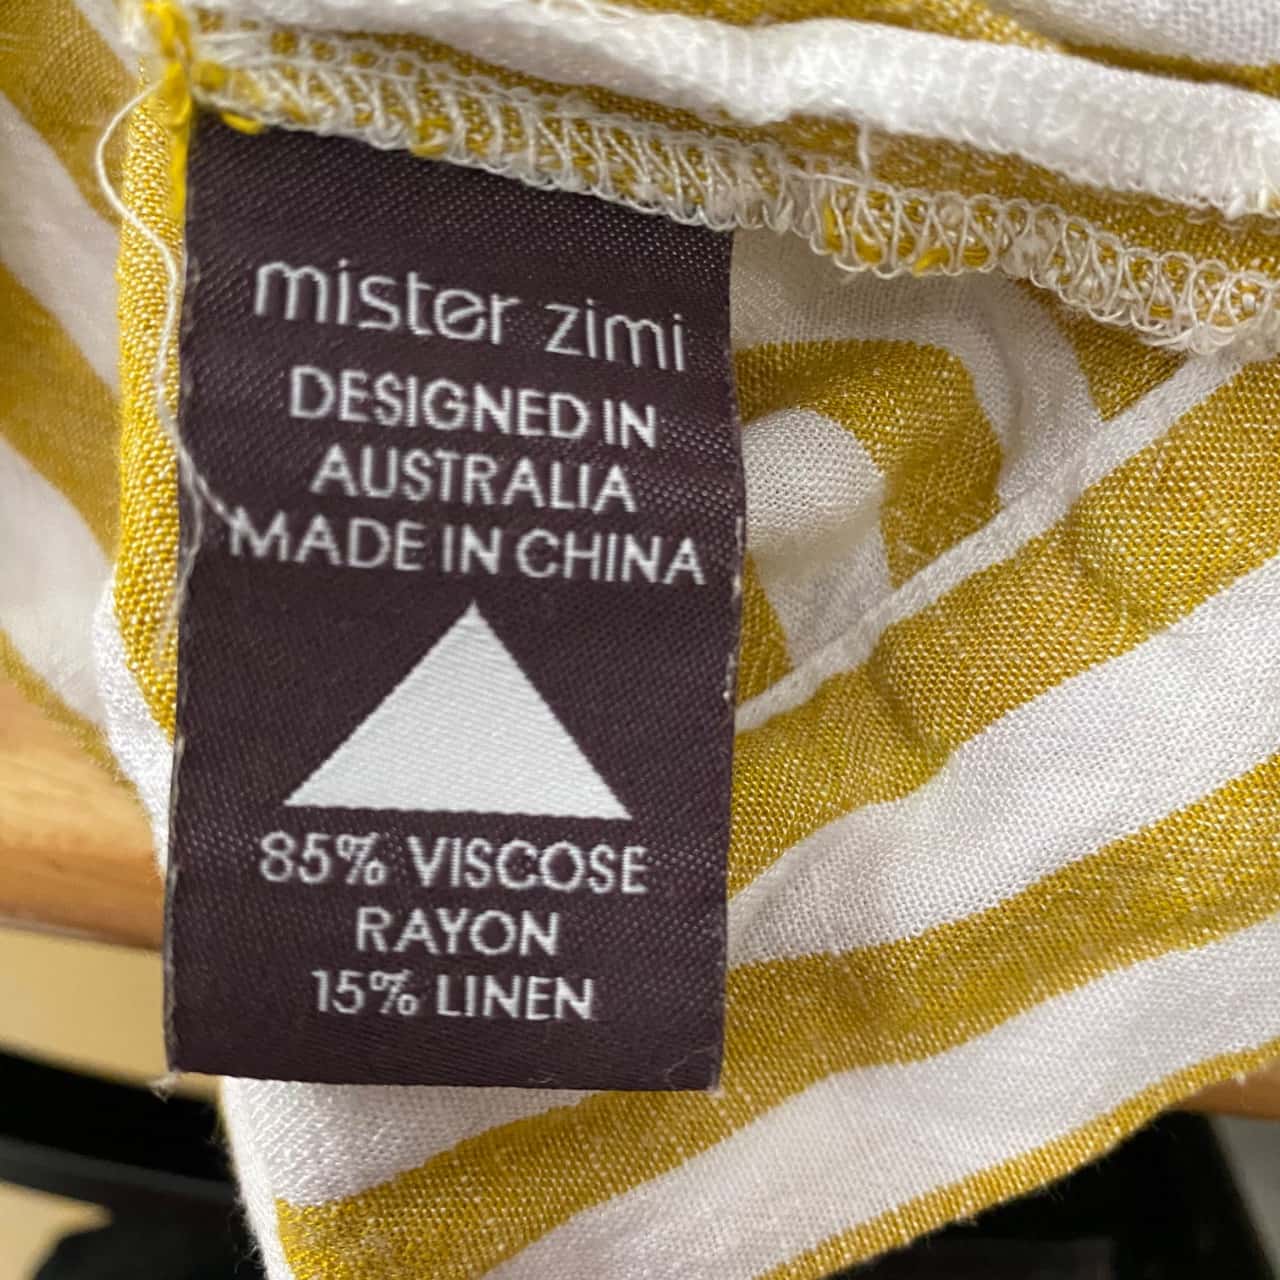 mister zimi
DESIGNED IN
AUSTRALIA
MADE IN CHINA
85% VISCOSE
RAYON
15% LINEN